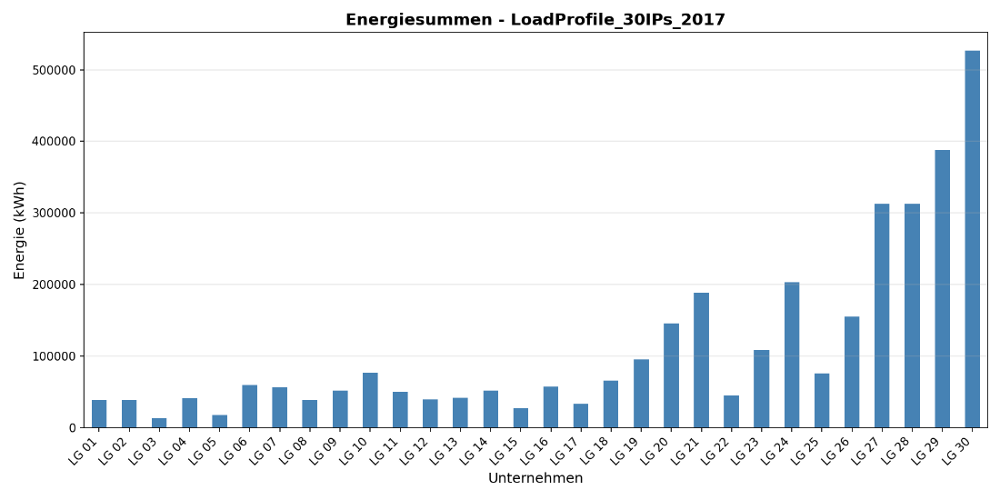 Energiesummen - LoadProfile_30IPs_2017
Energie (kWh)
500000
400000
300000
200000
100000
0
LG 01
LG 02
LG 03
LG 04
LG 05
LG 06
LG 07
LG 08
LG 09
LG 10
LG 11
LG 12
LG 13
LG 14
LG 15
LG 16
LG 17
LG 18
LG 19
LG 20
LG 21
LG 22
LG 23
LG 24
LG 25
LG 26
LG 27
LG 28
LG 29
LG 30
Unternehmen